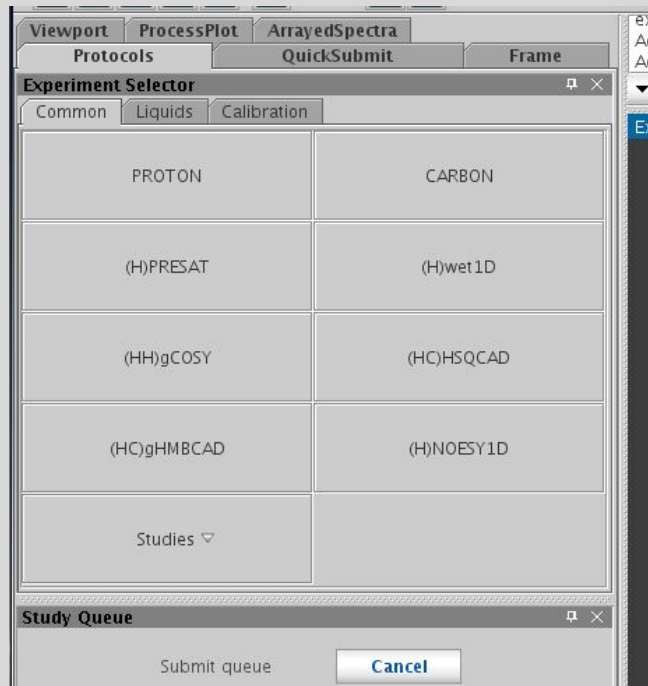 Viewport ProcessPlot ArrayedSpectra
Protocols QuickSubmit Frame
Experiment Selector
Common Liquids Calibration
PROTON CARBON
(H)PRESAT (H)wet1D
(HH)gCOSY (HC)HSQCAD
(HC)gHMBCAD (H)NOESY1D
Studies
Study Queue
Submit queue Cancel